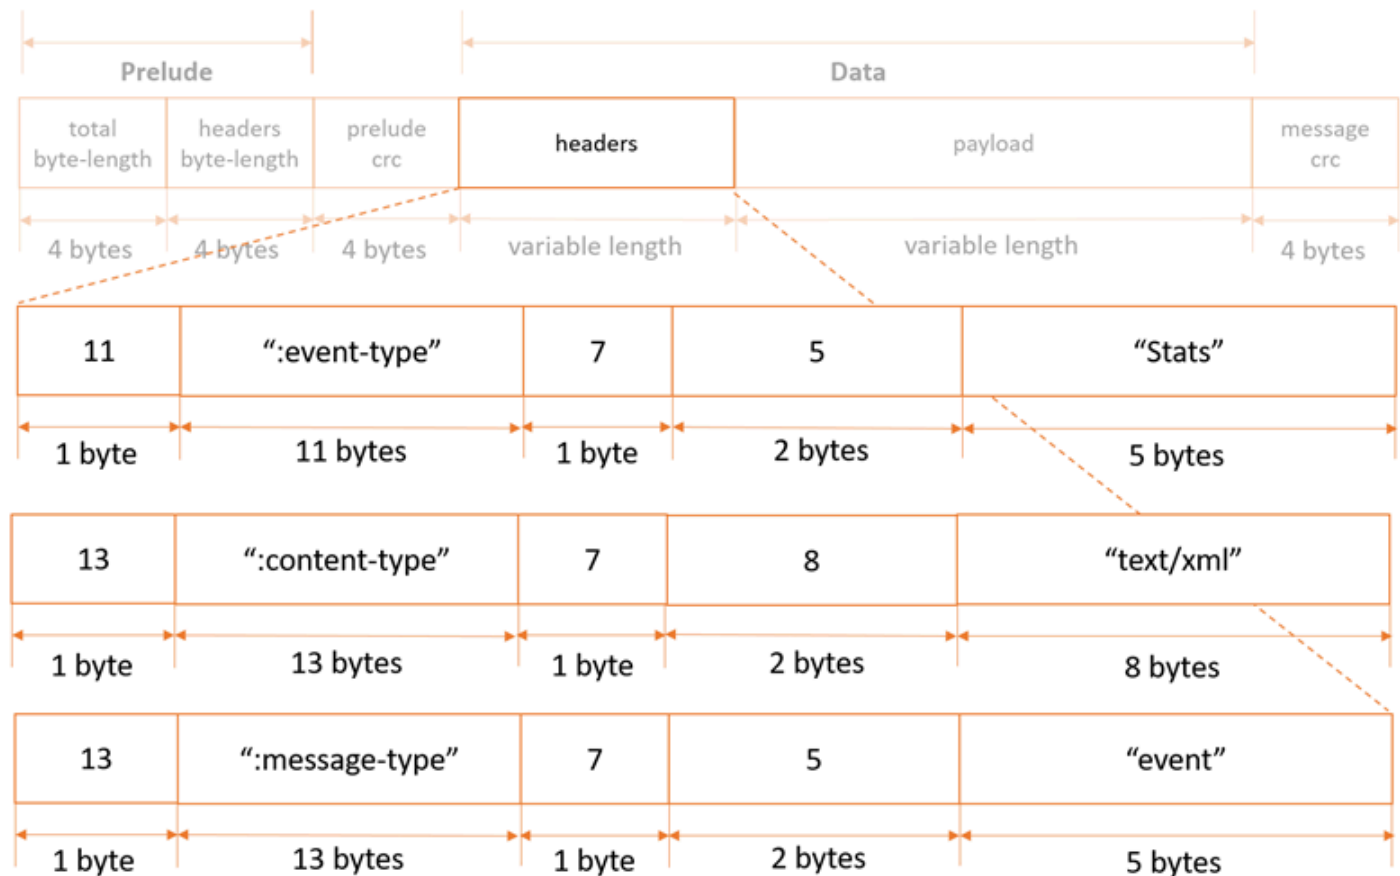 Prelude
Data
total
byte-length
headers
byte-length
prelude
crc
headers
payload
message
crc
4 bytes
4 bytes
4 bytes
variable length
variable length
4 bytes
11
“:event-type”
7
5
“Stats”
1 byte
11 bytes
1 byte
2 bytes
5 bytes
13
“:content-type”
7
8
“text/xml”
1 byte
13 bytes
1 byte
2 bytes
8 bytes
13
“:message-type”
7
5
“event”
1 byte
13 bytes
1 byte
2 bytes
5 bytes